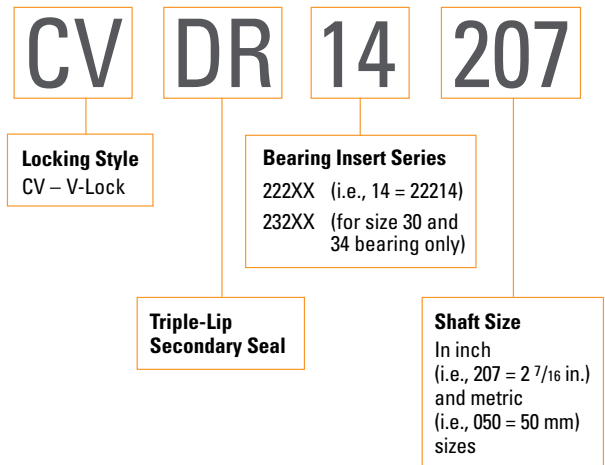 CV DR 14 207
Locking Style
CV – V-Lock
Bearing Insert Series
222XX (i.e., 14 = 22214)
232XX (for size 30 and
34 bearing only)
Triple-Lip
Secondary Seal
Shaft Size
In inch
(i.e., 207 = 2 7/16 in.)
and metric
(i.e., 050 = 50 mm)
sizes